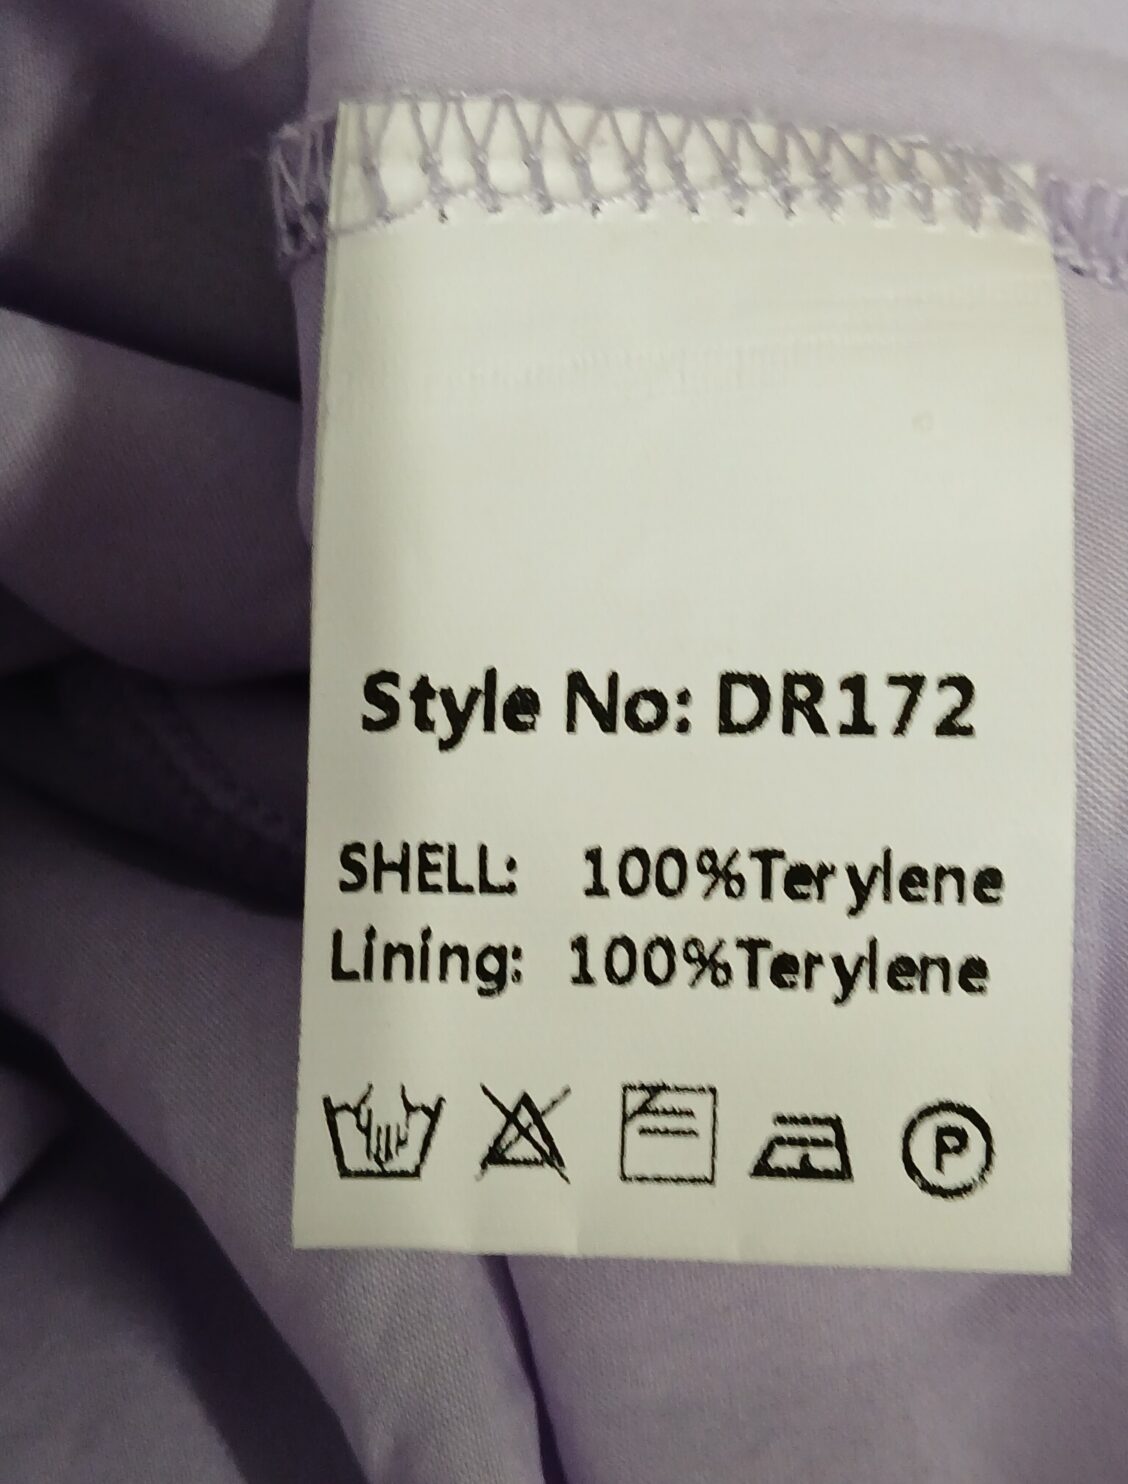 Style No: DR172
SHELL: 100%Terylene
Lining: 100%Terylene
P